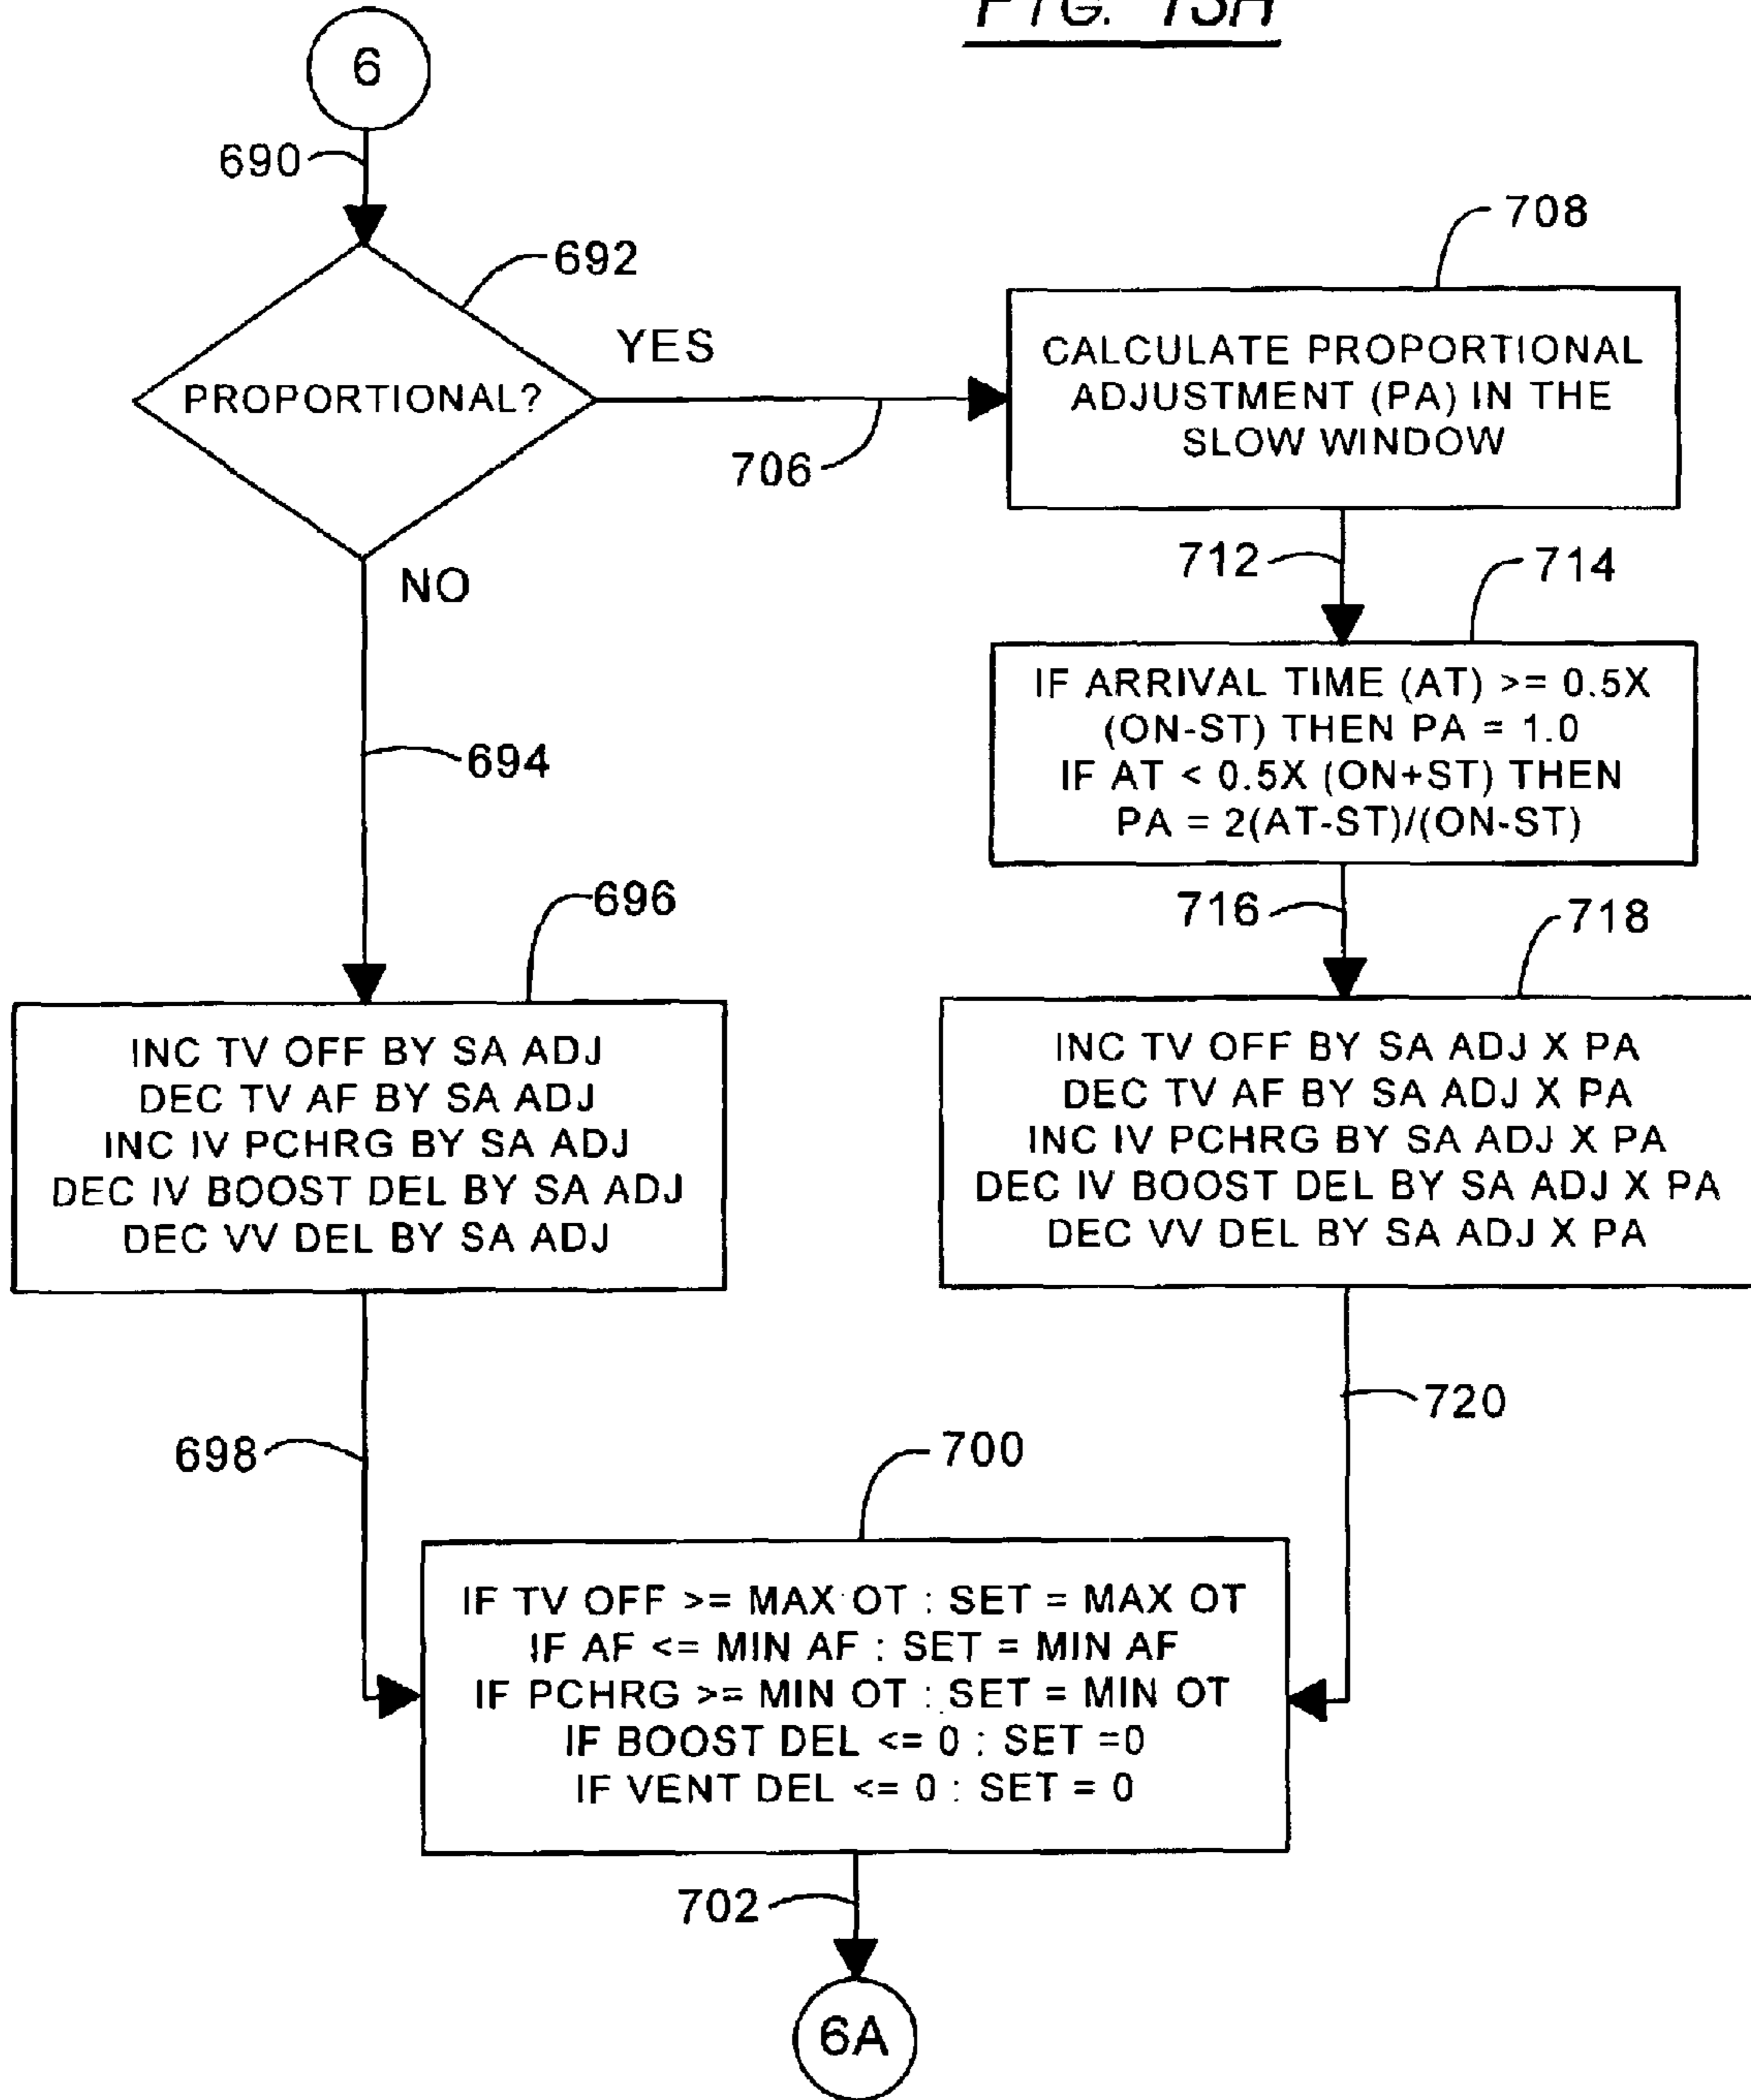 FIG. 13A
6
690
692
PROPORTIONAL?
YES
706
708
CALCULATE PROPORTIONAL
ADJUSTMENT (PA) IN THE
SLOW WINDOW
NO
694
712
714
IF ARRIVAL TIME (AT) >= 0.5X
(ON-ST) THEN PA = 1.0
IF AT < 0.5X (ON+ST) THEN
PA = 2(AT-ST)/(ON-ST)
716
718
696
INC TV OFF BY SA ADJ
DEC TV AF BY SA ADJ
INC IV PCHRG BY SA ADJ
DEC IV BOOST DEL BY SA ADJ
DEC VV DEL BY SA ADJ
INC TV OFF BY SA ADJ X PA
DEC TV AF BY SA ADJ X PA
INC IV PCHRG BY SA ADJ X PA
DEC IV BOOST DEL BY SA ADJ X PA
DEC VV DEL BY SA ADJ X PA
698
720
700
IF TV OFF >= MAX OT : SET = MAX OT
IF AF <= MIN AF : SET = MIN AF
IF PCHRG >= MIN OT : SET = MIN OT
IF BOOST DEL <= 0 : SET =0
IF VENT DEL <= 0 : SET = 0
702
6A